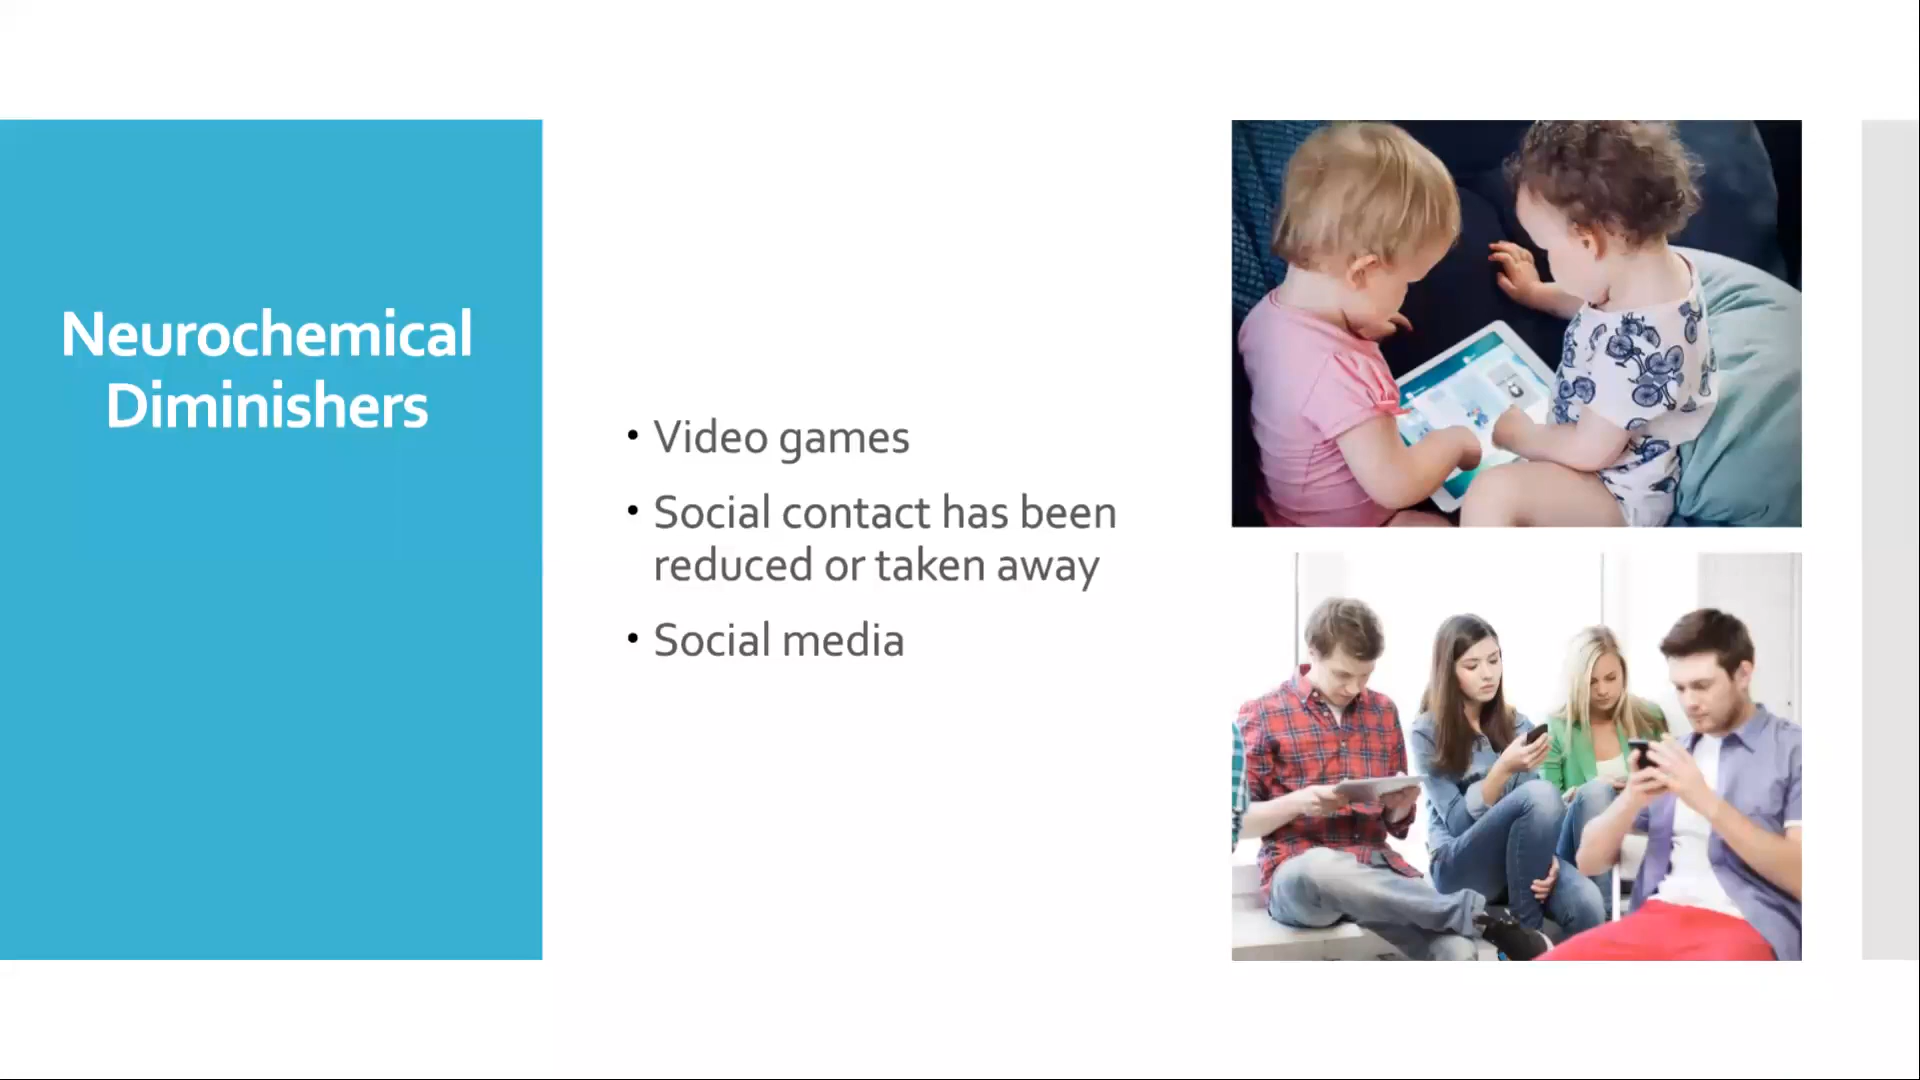 Neurochemical
Diminishers
• Video games
• Social contact has been
reduced or taken away
• Social media